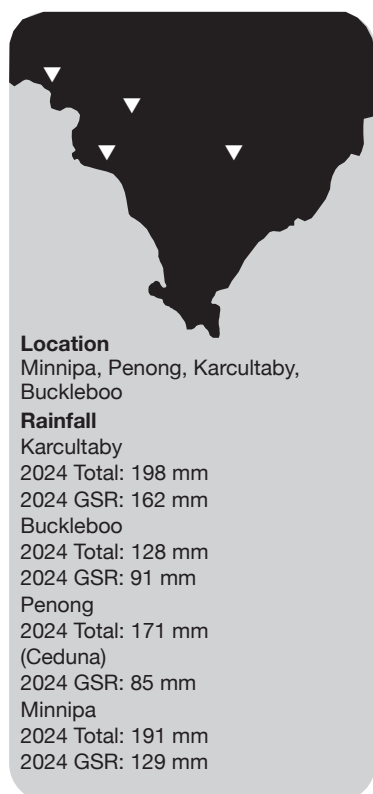 Location
Minnipa, Penong, Karcultaby,
Buckleboo
Rainfall
Karcultaby
2024 Total: 198 mm
2024 GSR: 162 mm
Buckleboo
2024 Total: 128 mm
2024 GSR: 91 mm
Penong
2024 Total: 171 mm
(Ceduna)
2024 GSR: 85 mm
Minnipa
2024 Total: 191 mm
2024 GSR: 129 mm